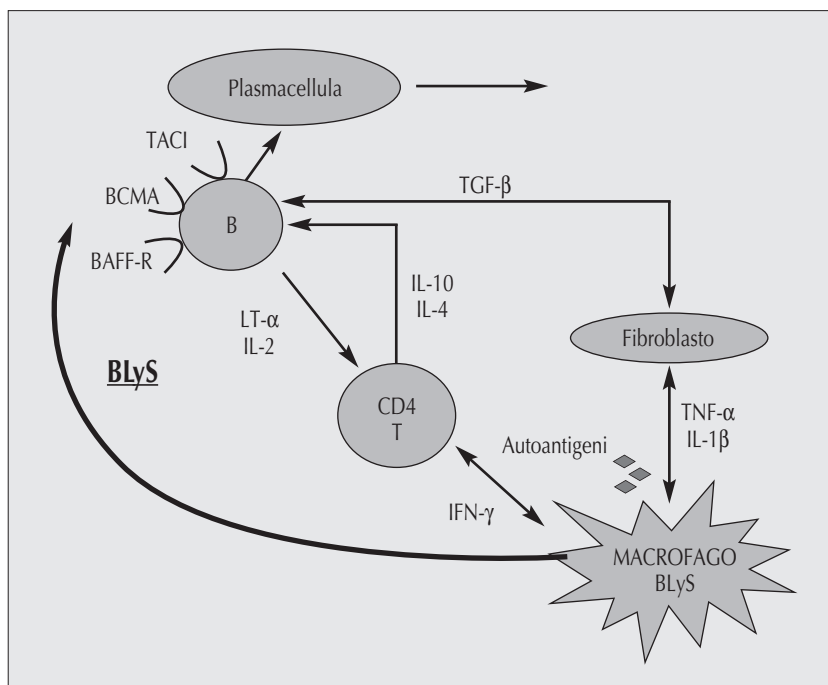 Plasmacellula
TACI
BCMA
BAFF-R
B
TGF-β
IL-10
IL-4
LT-α
IL-2
Fibroblasto
BLyS
CD4
T
TNF-α
IL-1β
Autoantigeni
IFN-γ
MACROFAGO
BLyS